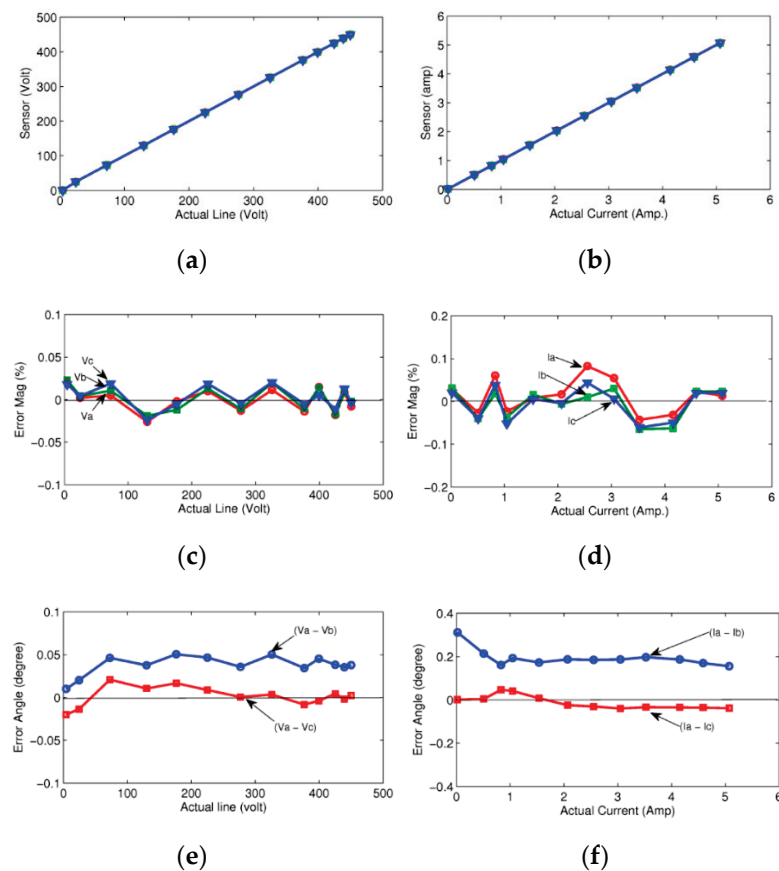 500
400
300
200
100
0
0 100 200 300 400 500
Sensor (Volt)
Actual Line (Volt)
(a)
6
5
4
3
2
1
0
0 1 2 3 4 5 6
Sensor (amp)
Actual Current (Amp.)
(b)
0.1
0.05
0
−0.05
−0.1
0 100 200 300 400 500
Error Mag (%)
Vc
Vb
Va
Actual Line (Volt)
(c)
0.2
0.1
0
−0.1
−0.2
0 1 2 3 4 5 6
Error Mag (%)
Ia
Ib
Ic
Actual Current (Amp.)
(d)
0.1
0.05
0
−0.05
−0.1
0 100 200 300 400 500
Error Angle (degree)
(Va − Vb)
(Va − Vc)
Actual line (volt)
(e)
0.4
0.2
0
−0.2
−0.4
0 1 2 3 4 5 6
Error Angle (degree)
(Ia − Ib)
(Ia − Ic)
Actual Current (Amp)
(f)